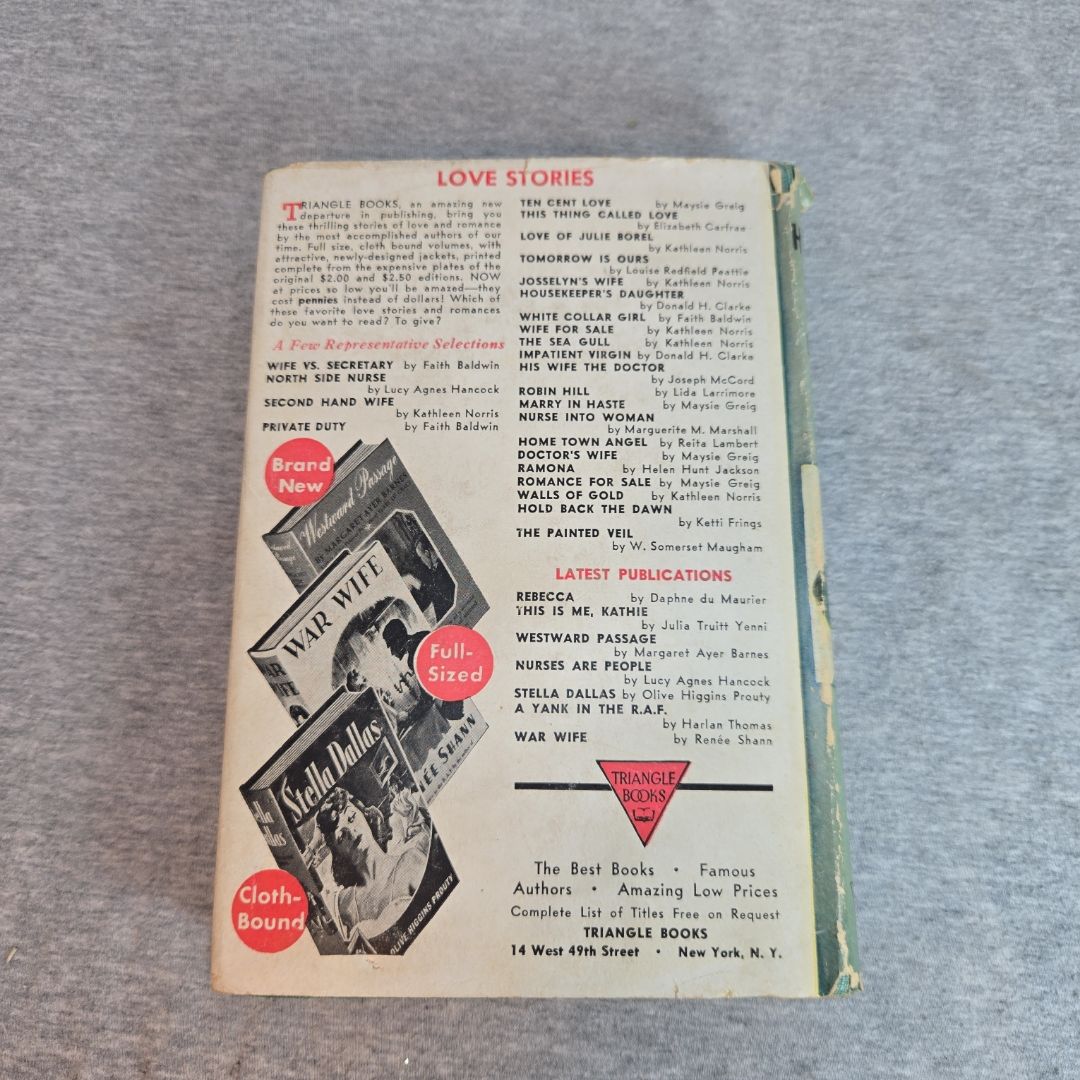 LOVE STORIES
TRIANGLE BOOKS, an amazing new
departure in publishing, bring you
these thrilling stories of love and romance
by the most accomplished authors of our
time. Full size, cloth bound volumes, with
attractive, newly-designed jackets, printed
complete from the expensive plates of the
original $2.00 and $2.50 editions. NOW
at prices so low you'll be amazed—they
cost pennies instead of dollars! Which of
these favorite love stories and romances
do you want to read? To give?
A Few Representative Selections
WIFE VS. SECRETARY by Faith Baldwin
NORTH SIDE NURSE
by Lucy Agnes Hancock
SECOND HAND WIFE
by Kathleen Norris
PRIVATE DUTY by Faith Baldwin
Brand
New
Westward Passage
BY MARGARET AYER BARNES
WAR WIFE
RENÉE SHANN
Full-
Sized
Stella Dallas
OLIVE HIGGINS PROUTY
Cloth-
Bound
TEN CENT LOVE by Maysie Greig
THIS THING CALLED LOVE
by Elizabeth Carfrae
LOVE OF JULIE BOREL
by Kathleen Norris
TOMORROW IS OURS
by Louise Redfield Peattie
JOSSELYN'S WIFE by Kathleen Norris
HOUSEKEEPER'S DAUGHTER
by Donald H. Clarke
WHITE COLLAR GIRL by Faith Baldwin
WIFE FOR SALE by Kathleen Norris
THE SEA GULL by Kathleen Norris
IMPATIENT VIRGIN by Donald H. Clarke
HIS WIFE THE DOCTOR
by Joseph McCord
ROBIN HILL by Lida Larrimore
MARRY IN HASTE by Maysie Greig
NURSE INTO WOMAN
by Marguerite M. Marshall
HOME TOWN ANGEL by Reita Lambert
DOCTOR'S WIFE by Maysie Greig
RAMONA by Helen Hunt Jackson
ROMANCE FOR SALE by Maysie Greig
WALLS OF GOLD by Kathleen Norris
HOLD BACK THE DAWN
by Ketti Frings
THE PAINTED VEIL
by W. Somerset Maugham
LATEST PUBLICATIONS
REBECCA by Daphne du Maurier
THIS IS ME, KATHIE
by Julia Truitt Yenni
WESTWARD PASSAGE
by Margaret Ayer Barnes
NURSES ARE PEOPLE
by Lucy Agnes Hancock
STELLA DALLAS by Olive Higgins Prouty
A YANK IN THE R.A.F.
by Harlan Thomas
WAR WIFE by Renée Shann
TRIANGLE
BOOKS
The Best Books • Famous
Authors • Amazing Low Prices
Complete List of Titles Free on Request
TRIANGLE BOOKS
14 West 49th Street • New York, N. Y.